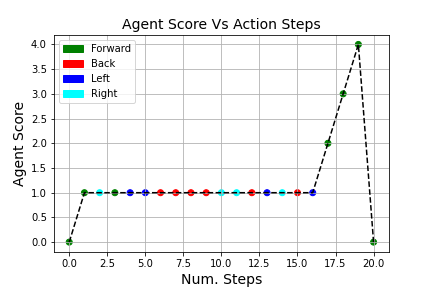 Agent Score Vs Action Steps
Forward
Back
Left
Right
4.0
3.5
3.0
2.5
2.0
1.5
1.0
0.5
0.0
Agent Score
0.0 2.5 5.0 7.5 10.0 12.5 15.0 17.5 20.0
Num. Steps